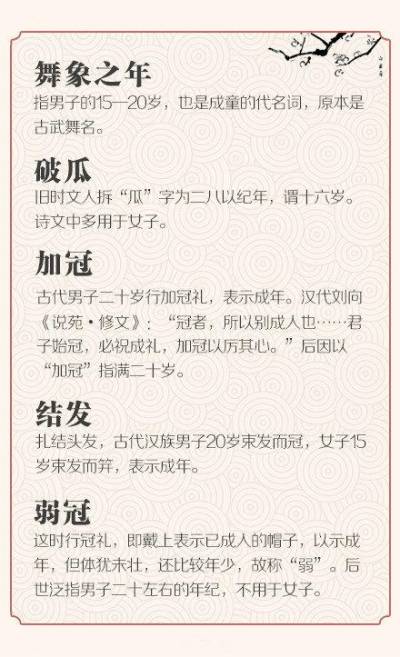 舞象之年
指男子的15—20岁，也是成童的代名词，原本是
古武舞名。
破瓜
旧时文人拆“瓜”字为二八以纪年，谓十六岁。
诗文中多用于女子。
加冠
古代男子二十岁行加冠礼，表示成年。汉代刘向
《说苑·修文》：“冠者，所以别成人也……君
子始冠，必祝成礼，加冠以厉其心。”后因以
“加冠”指满二十岁。
结发
扎结头发，古代汉族男子20岁束发而冠，女子15
岁束发而笄，表示成年。
弱冠
这时行冠礼，即戴上表示已成人的帽子，以示成
年，但体犹未壮，还比较年少，故称“弱”。后
世泛指男子二十左右的年纪，不用于女子。